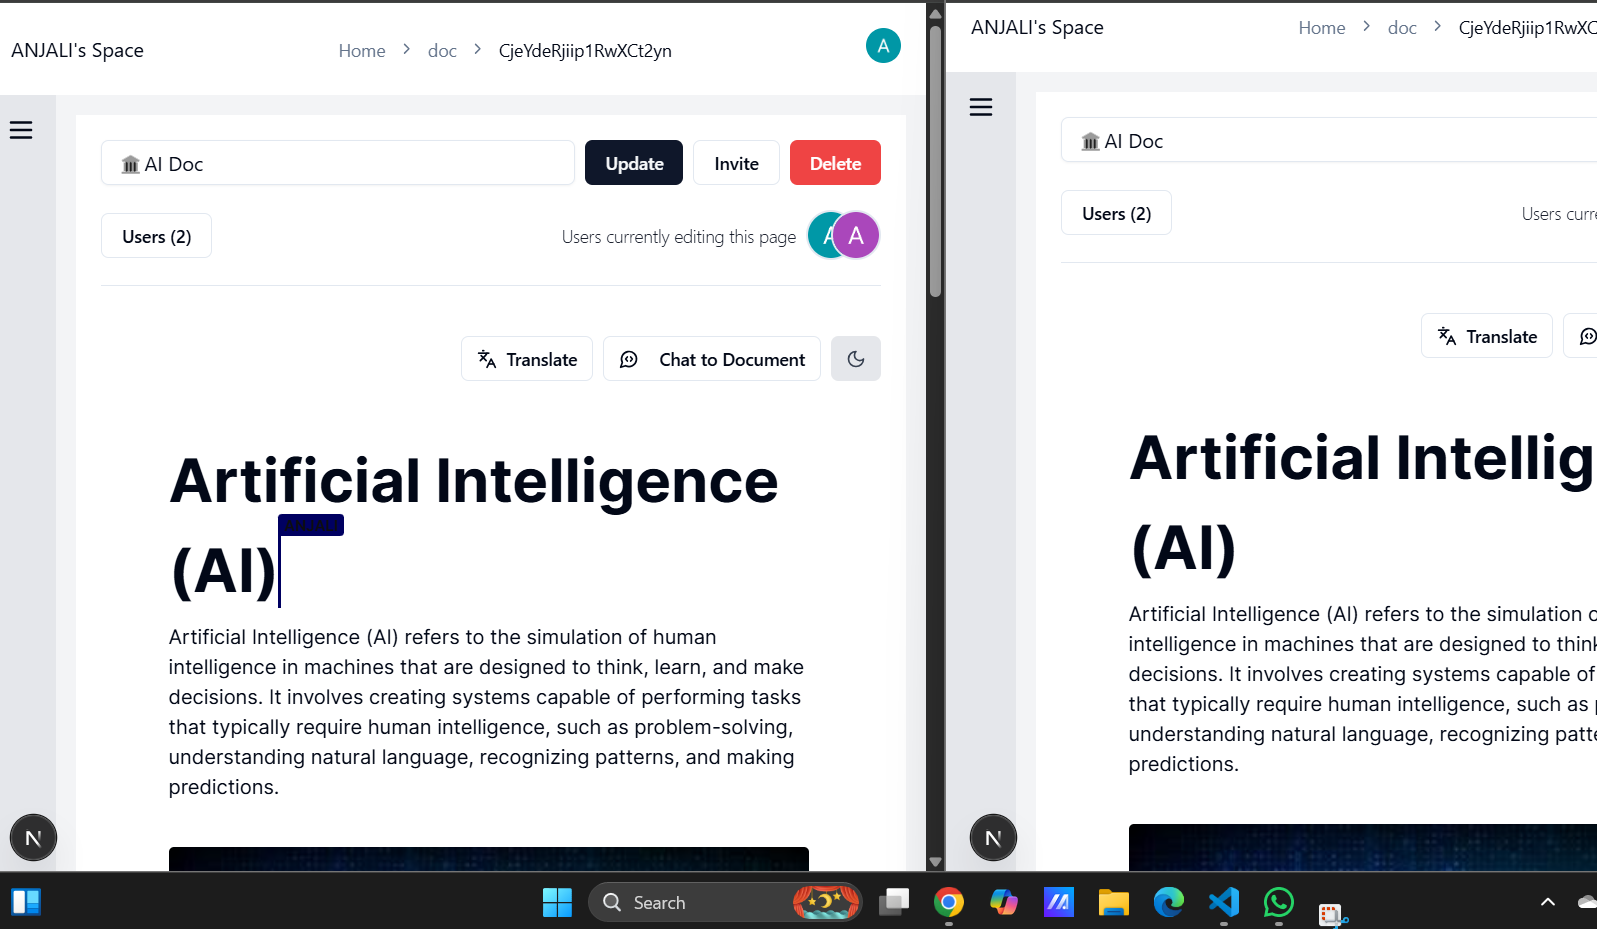 ANJALI's Space
Home > doc > CjeYdeRjiip1RwXCt2yn
A
AI Doc
Update
Invite
Delete
Users (2)
Users currently editing this page
A
A
Translate
Chat to Document
Artificial Intelligence
ANJALI
(AI)
Artificial Intelligence (AI) refers to the simulation of human
intelligence in machines that are designed to think, learn, and make
decisions. It involves creating systems capable of performing tasks
that typically require human intelligence, such as problem-solving,
understanding natural language, recognizing patterns, and making
predictions.
N
ANJALI's Space
Home > doc > CjeYdeRjiip1RwXC
AI Doc
Users (2)
Users curre
Translate
Artificial Intellig
(AI)
Artificial Intelligence (AI) refers to the simulation o
intelligence in machines that are designed to think
decisions. It involves creating systems capable of
that typically require human intelligence, such as p
understanding natural language, recognizing patte
predictions.
N
Search